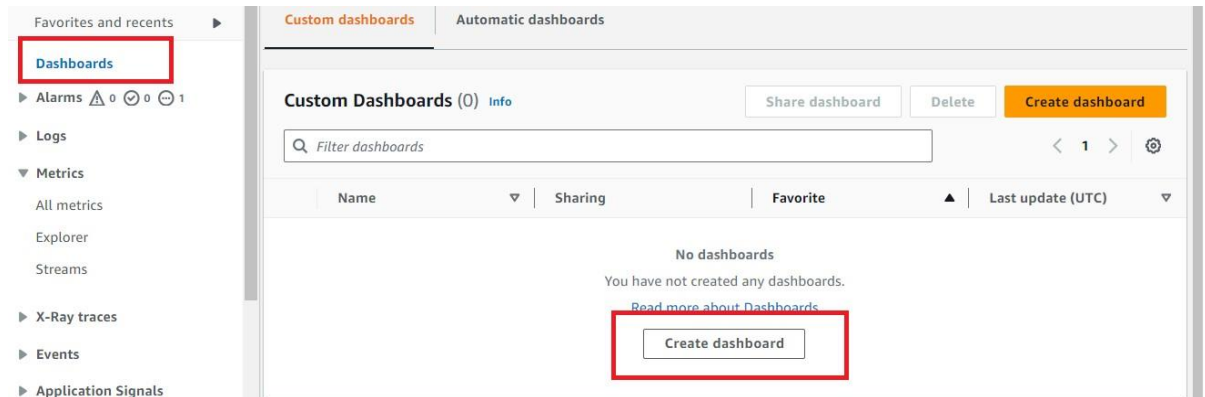 Favorites and recents
Dashboards
Alarms 0 0 1
Logs
Metrics
All metrics
Explorer
Streams
X-Ray traces
Events
Application Signals
Custom dashboards Automatic dashboards
Custom Dashboards (0) Info Share dashboard Delete Create dashboard
Filter dashboards 1
Name Sharing Favorite Last update (UTC)
No dashboards
You have not created any dashboards.
Read more about Dashboards
Create dashboard